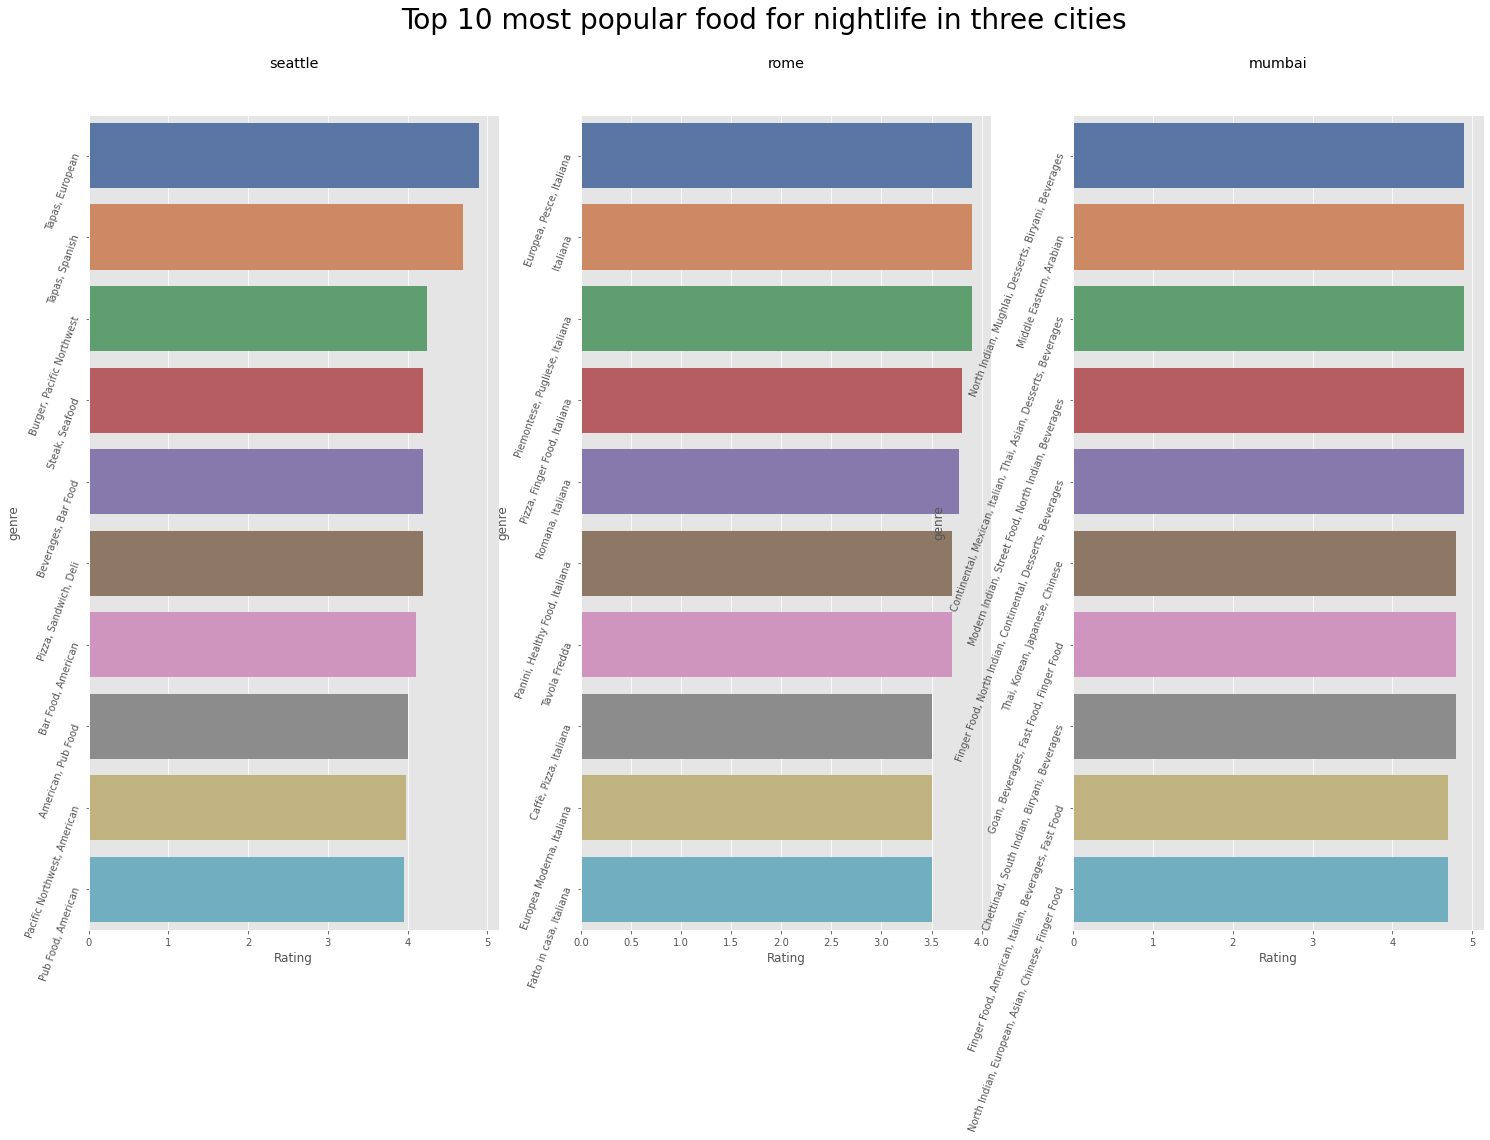 Top 10 most popular food for nightlife in three cities
seattle
genre
Tapas, European
Tapas, Spanish
Burger, Pacific Northwest
Steak, Seafood
Beverages, Bar Food
Pizza, Sandwich, Deli
Bar Food, American
American, Pub Food
Pacific Northwest, American
Pub Food, American
0 1 2 3 4 5
Rating
rome
genre
Europea, Pesce, Italiana
Italiana
Piemontese, Pugliese, Italiana
Pizza, Finger Food, Italiana
Romana, Italiana
Panini, Healthy Food, Italiana
Tavola Fredda
Caffè, Pizza, Italiana
Europea Moderna, Italiana
Fatto in casa, Italiana
0.0 0.5 1.0 1.5 2.0 2.5 3.0 3.5 4.0
Rating
mumbai
genre
North Indian, Mughlai, Desserts, Biryani, Beverages
Middle Eastern, Arabian
Continental, Mexican, Italian, Thai, Asian, Desserts, Beverages
Modern Indian, Street Food, North Indian, Beverages
Finger Food, North Indian, Continental, Desserts, Beverages
Thai, Korean, Japanese, Chinese
Goan, Beverages, Fast Food, Finger Food
Chettinad, South Indian, Biryani, Beverages
Finger Food, American, Italian, Beverages, Fast Food
North Indian, European, Asian, Chinese, Finger Food
0 1 2 3 4 5
Rating